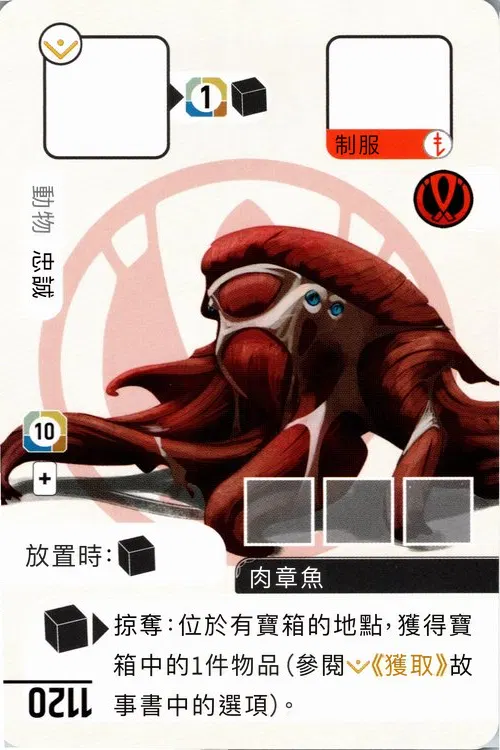 1
制服
動物 忠誠
10
+
放置時:
肉章魚
掠奪:位於有寶箱的地點,獲得寶
箱中的1件物品(參閱《獲取》故
事書中的選項)。
1120